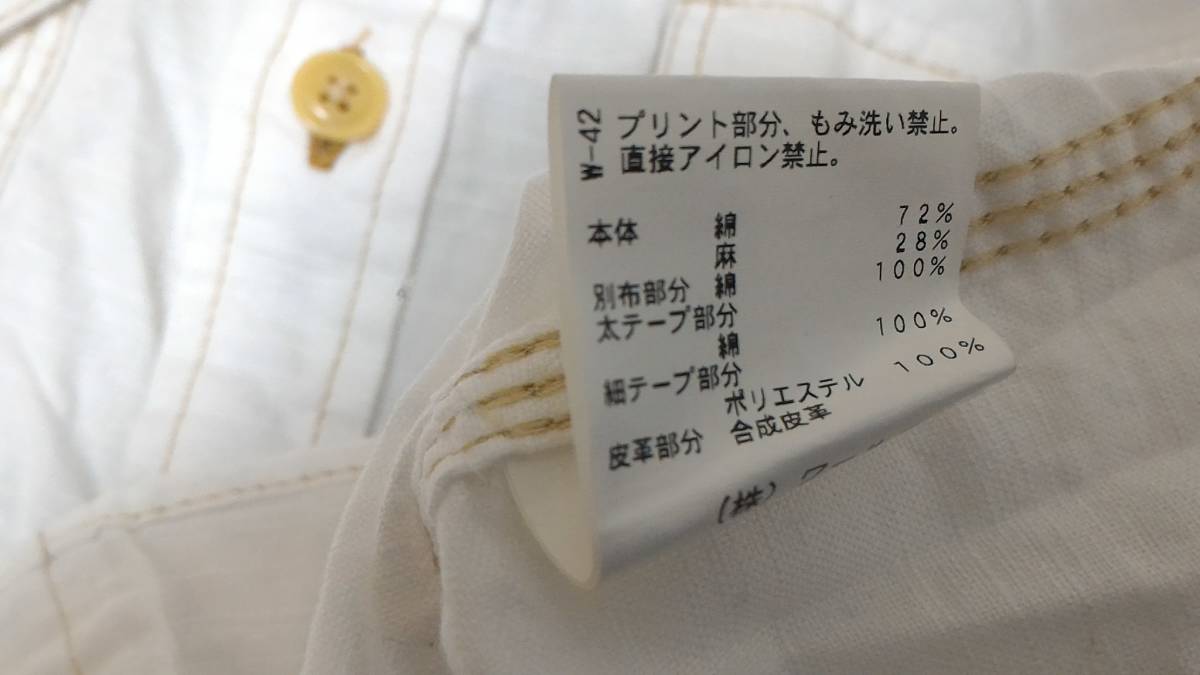 W-42
プリント部分、もみ洗い禁止。
直接アイロン禁止。
本体 綿 72%
麻 28%
別布部分 綿 100%
太テープ部分
綿 100%
細テープ部分
ポリエステル 100%
皮革部分 合成皮革
(株)